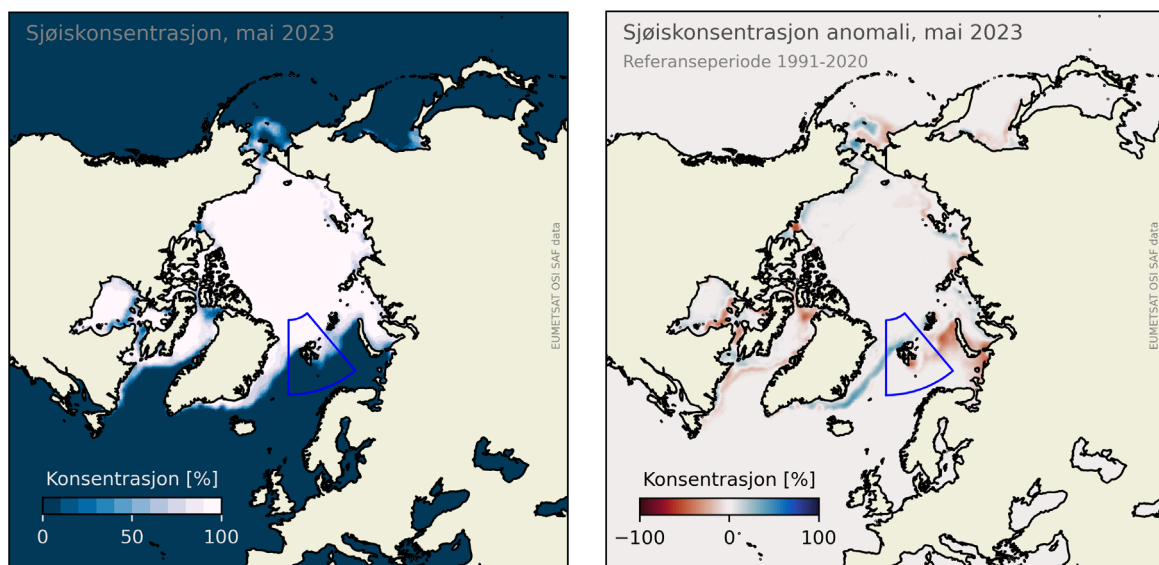 Sjøiskonsentrasjon, mai 2023
EUMETSAT OSI SAF data
Konsentrasjon [%]
0 50 100
Sjøiskonsentrasjon anomali, mai 2023
Referanseperiode 1991-2020
EUMETSAT OSI SAF data
Konsentrasjon [%]
−100 0 100